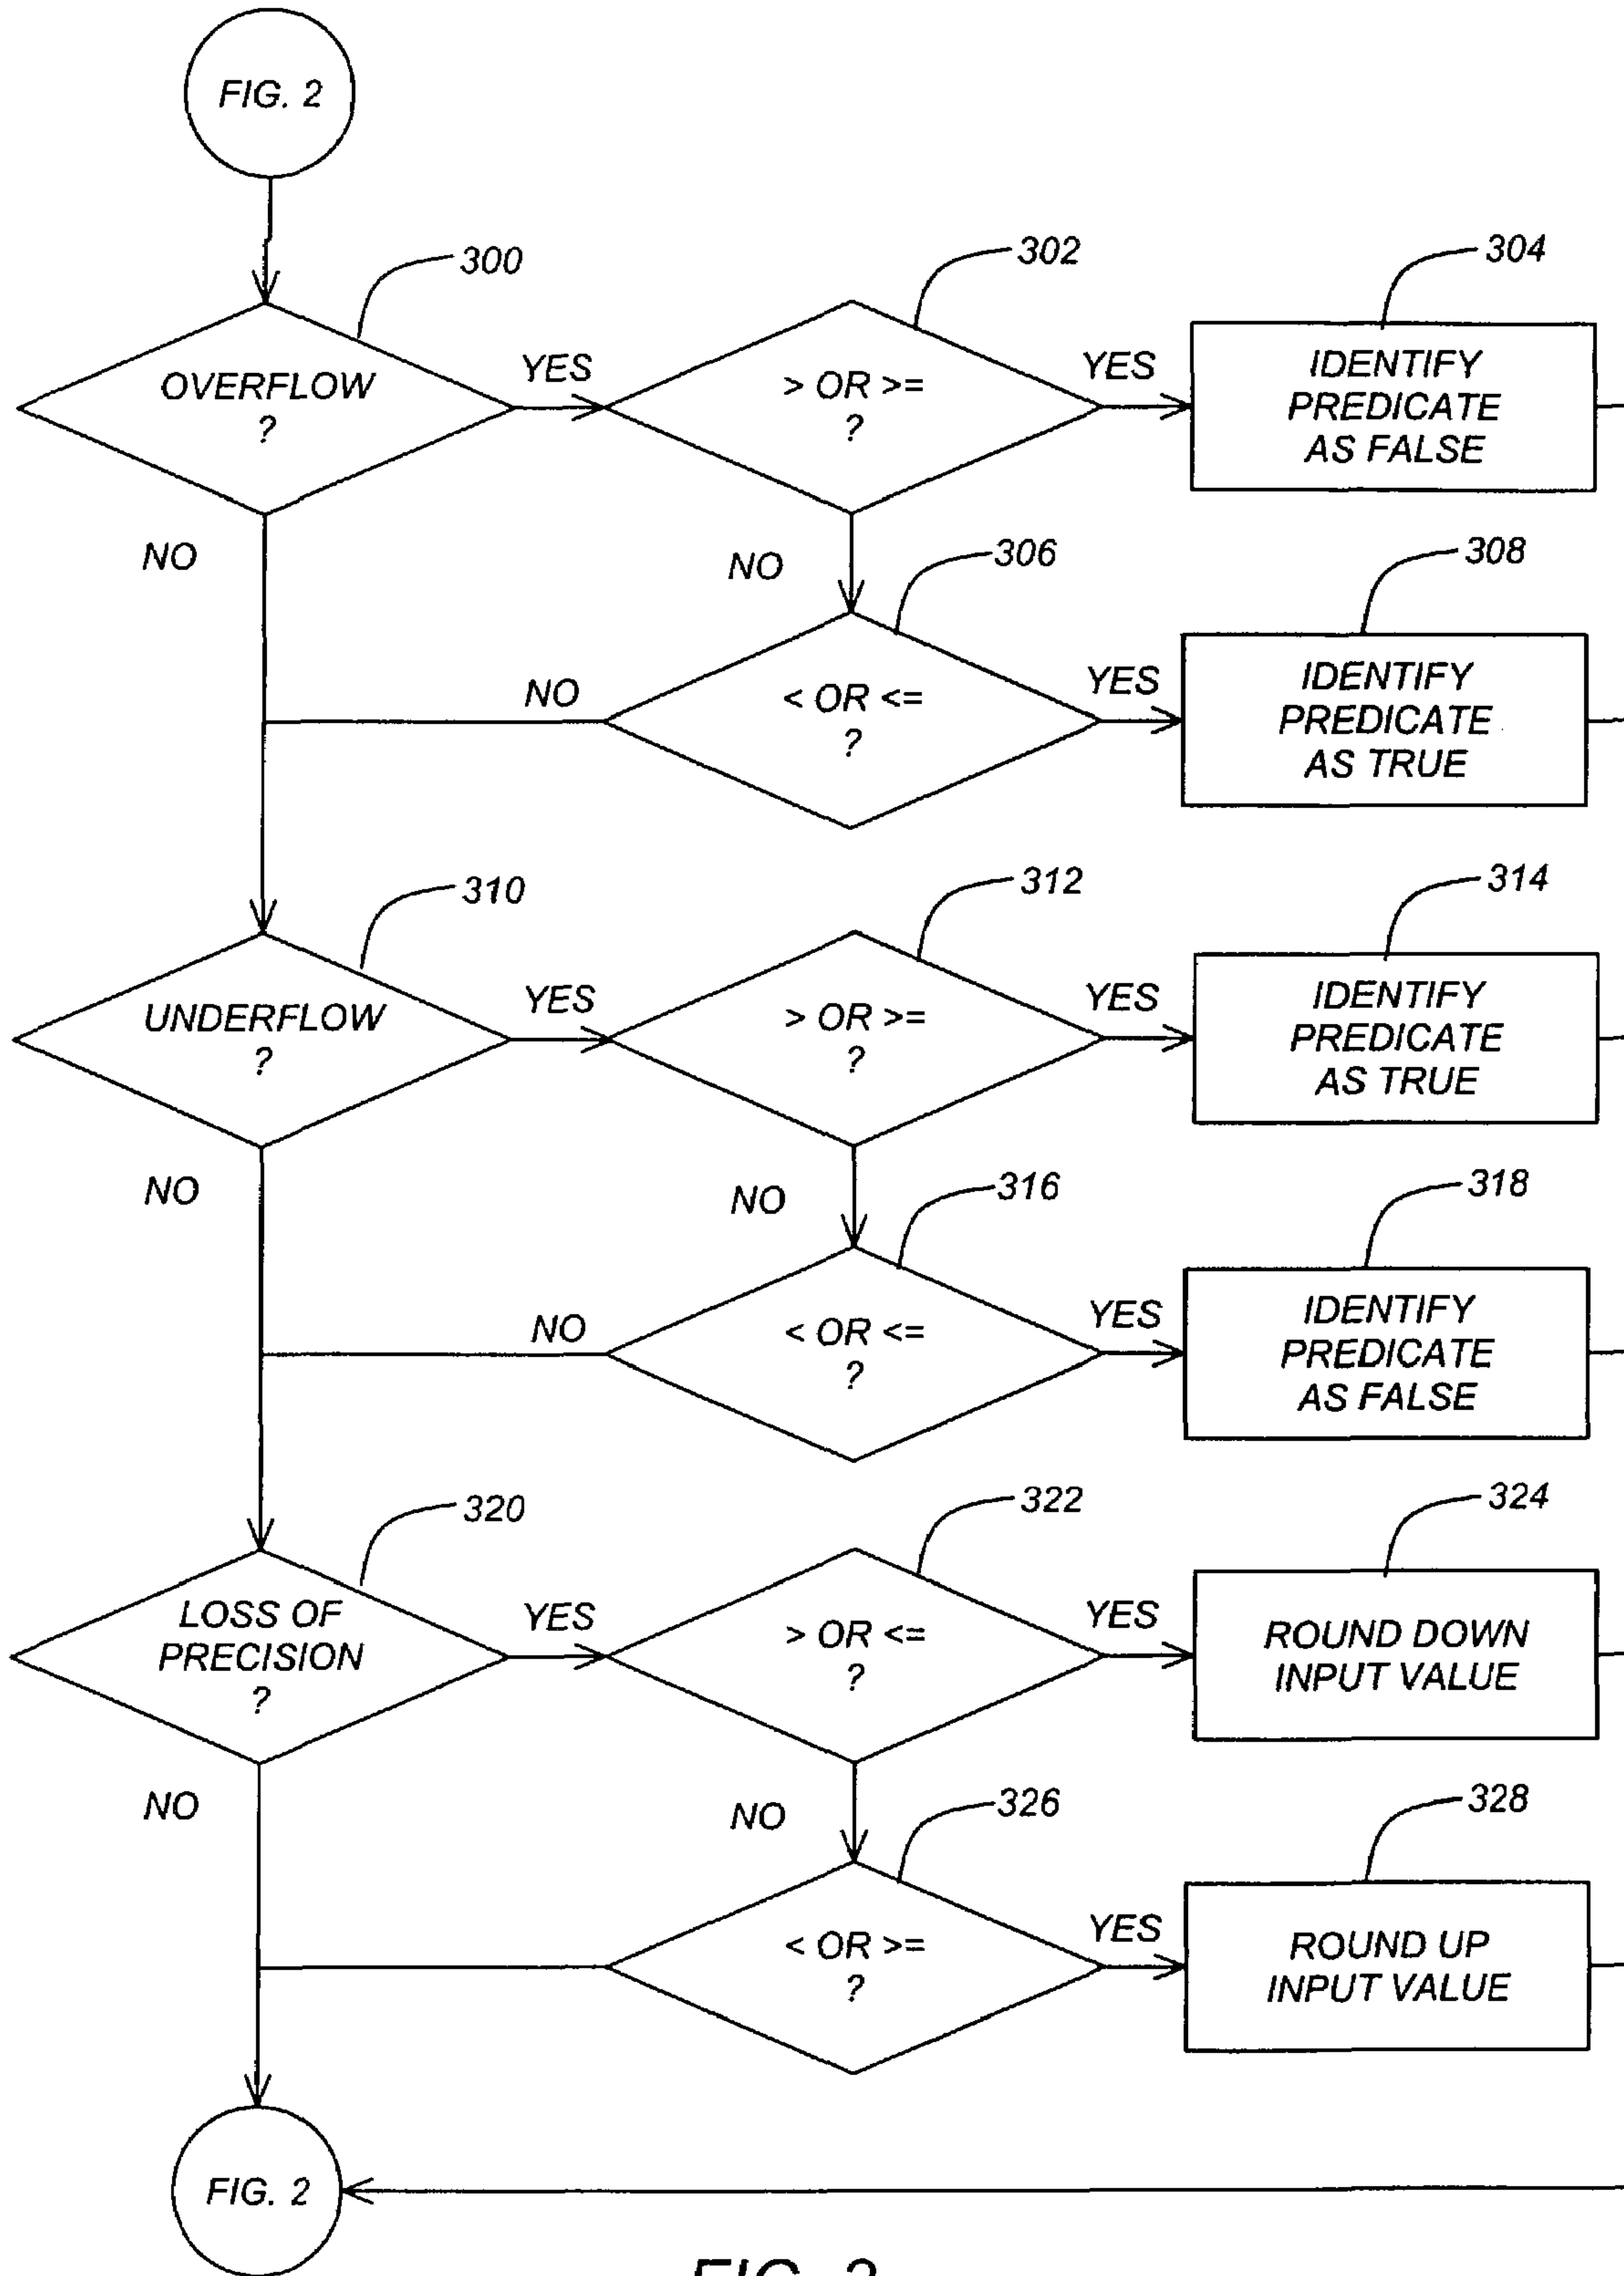 FIG. 2
300
302
304
OVERFLOW
?
YES
> OR >=
?
YES
IDENTIFY
PREDICATE
AS FALSE
NO
NO
306
308
NO
< OR <=
?
YES
IDENTIFY
PREDICATE
AS TRUE
310
312
314
UNDERFLOW
?
YES
> OR >=
?
YES
IDENTIFY
PREDICATE
AS TRUE
NO
NO
316
318
NO
< OR <=
?
YES
IDENTIFY
PREDICATE
AS FALSE
320
322
324
LOSS OF
PRECISION
?
YES
> OR <=
?
YES
ROUND DOWN
INPUT VALUE
NO
NO
326
328
< OR >=
?
YES
ROUND UP
INPUT VALUE
FIG. 2
FIG.